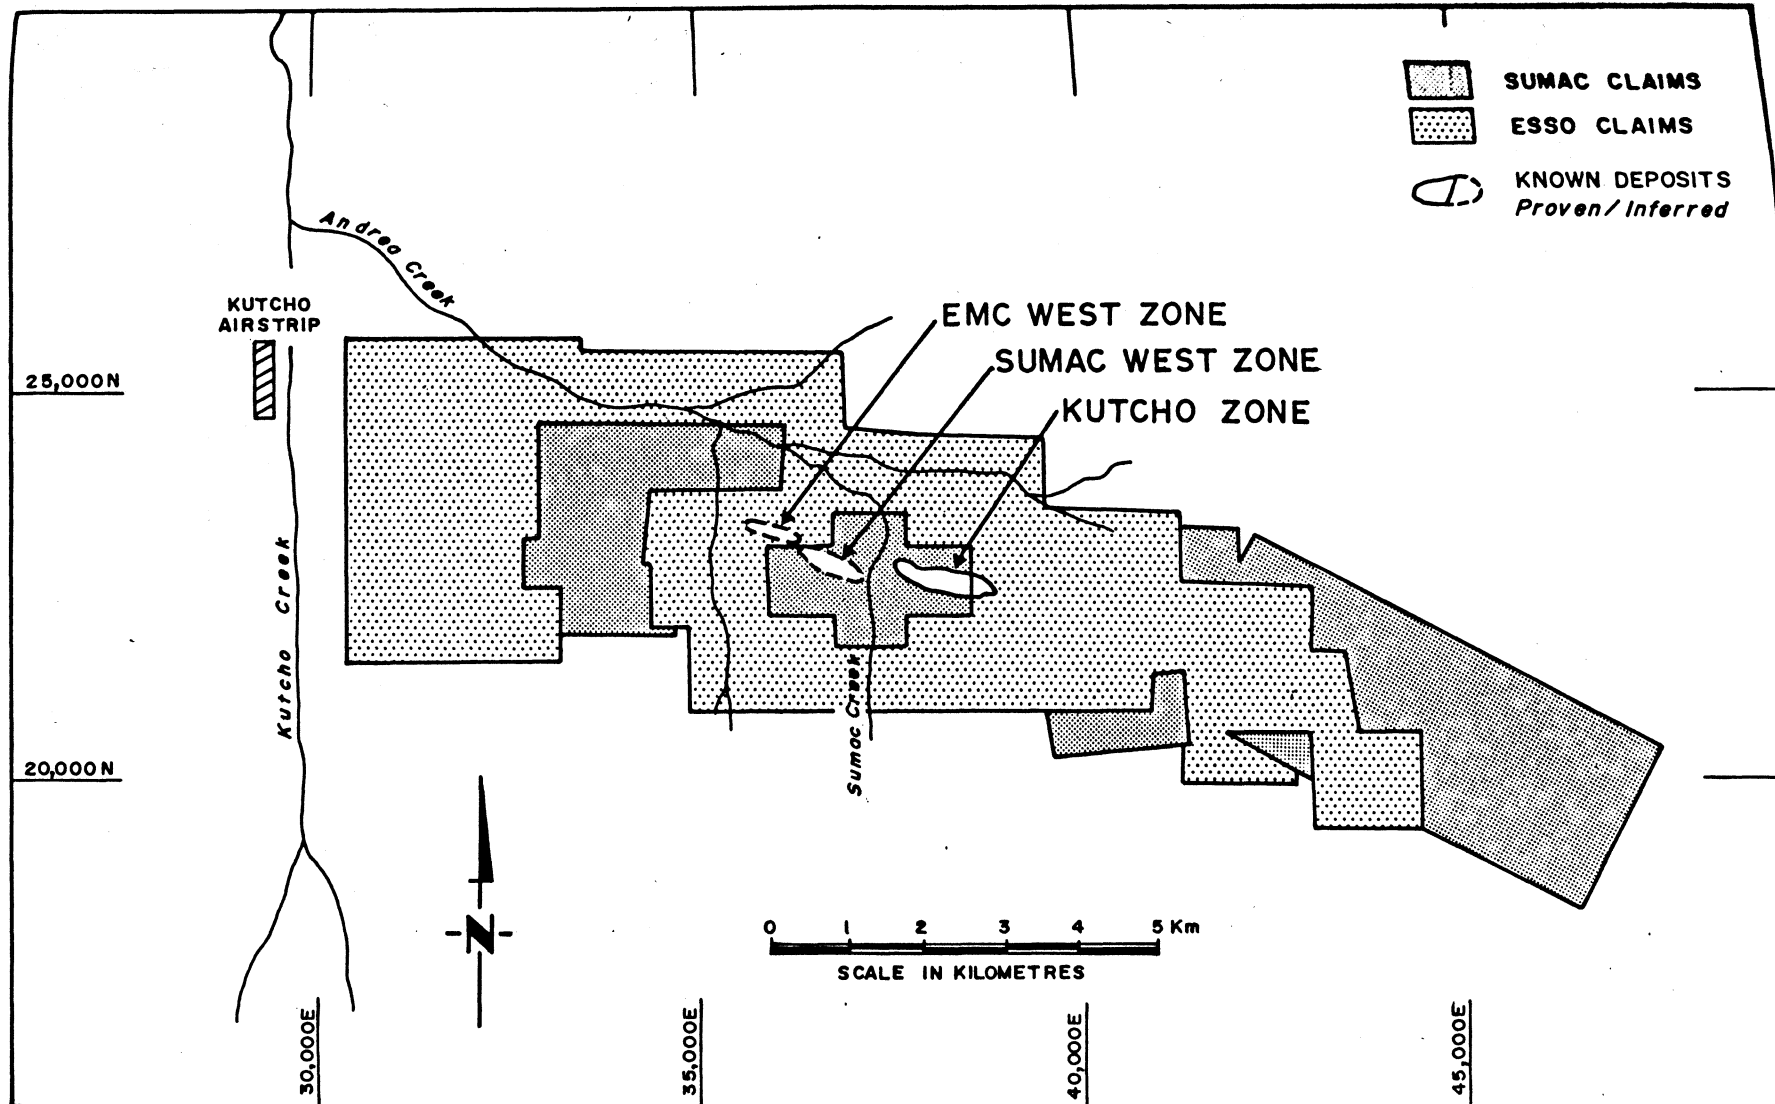 SUMAC CLAIMS
ESSO CLAIMS
KNOWN DEPOSITS
Proven/Inferred
Andrea Creek
KUTCHO
AIRSTRIP
EMC WEST ZONE
SUMAC WEST ZONE
KUTCHO ZONE
25,000N
Kutcho Creek
Sumac Creek
20,000N
N
0 1 2 3 4 5 Km
SCALE IN KILOMETRES
30,000E
35,000E
40,000E
45,000E